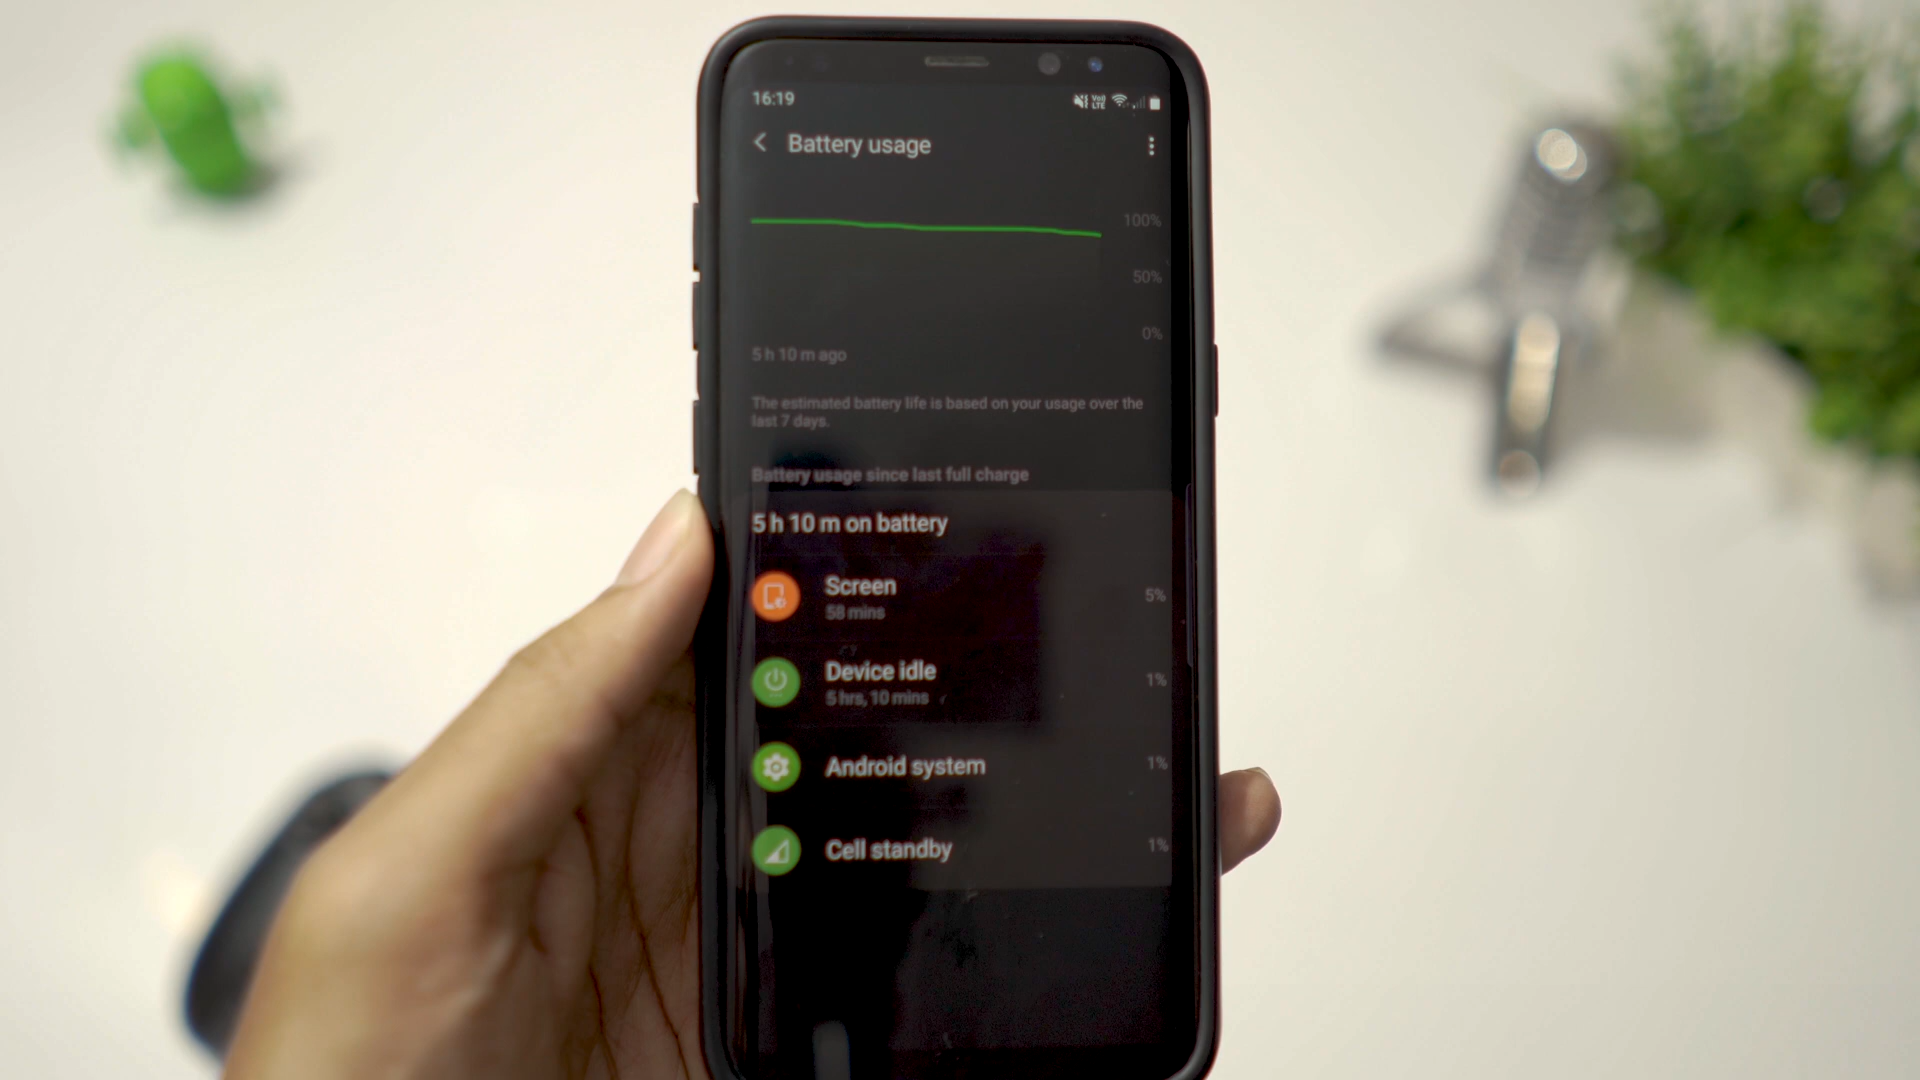 16:19
Vo))
LTE
Battery usage
100%
50%
0%
5 h 10 m ago
The estimated battery life is based on your usage over the
last 7 days.
Battery usage since last full charge
5 h 10 m on battery
Screen
58 mins
5%
Device idle
5 hrs, 10 mins
1%
Android system
1%
Cell standby
1%